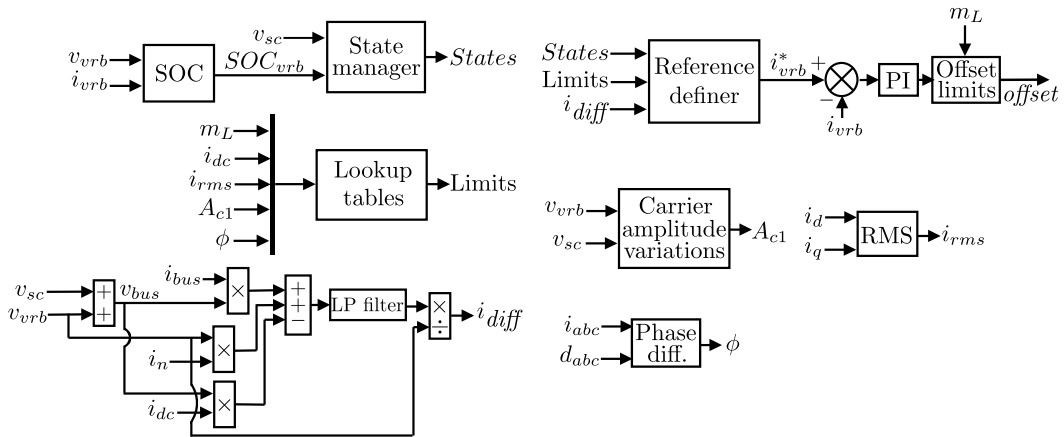 v_vrb
i_vrb
SOC
SOC_vrb
v_sc
State
manager
States
m_L
i_dc
i_rms
A_c1
ϕ
Lookup
tables
Limits
v_sc
v_vrb
+
+
v_bus
i_bus
×
i_n
×
i_dc
×
+
+
−
LP filter
×
÷
i_diff
States
Limits
i_diff
Reference
definer
i*_vrb
+
−
i_vrb
PI
m_L
Offset
limits
offset
v_vrb
v_sc
Carrier
amplitude
variations
A_c1
i_d
i_q
RMS
i_rms
i_abc
d_abc
Phase
diff.
ϕ